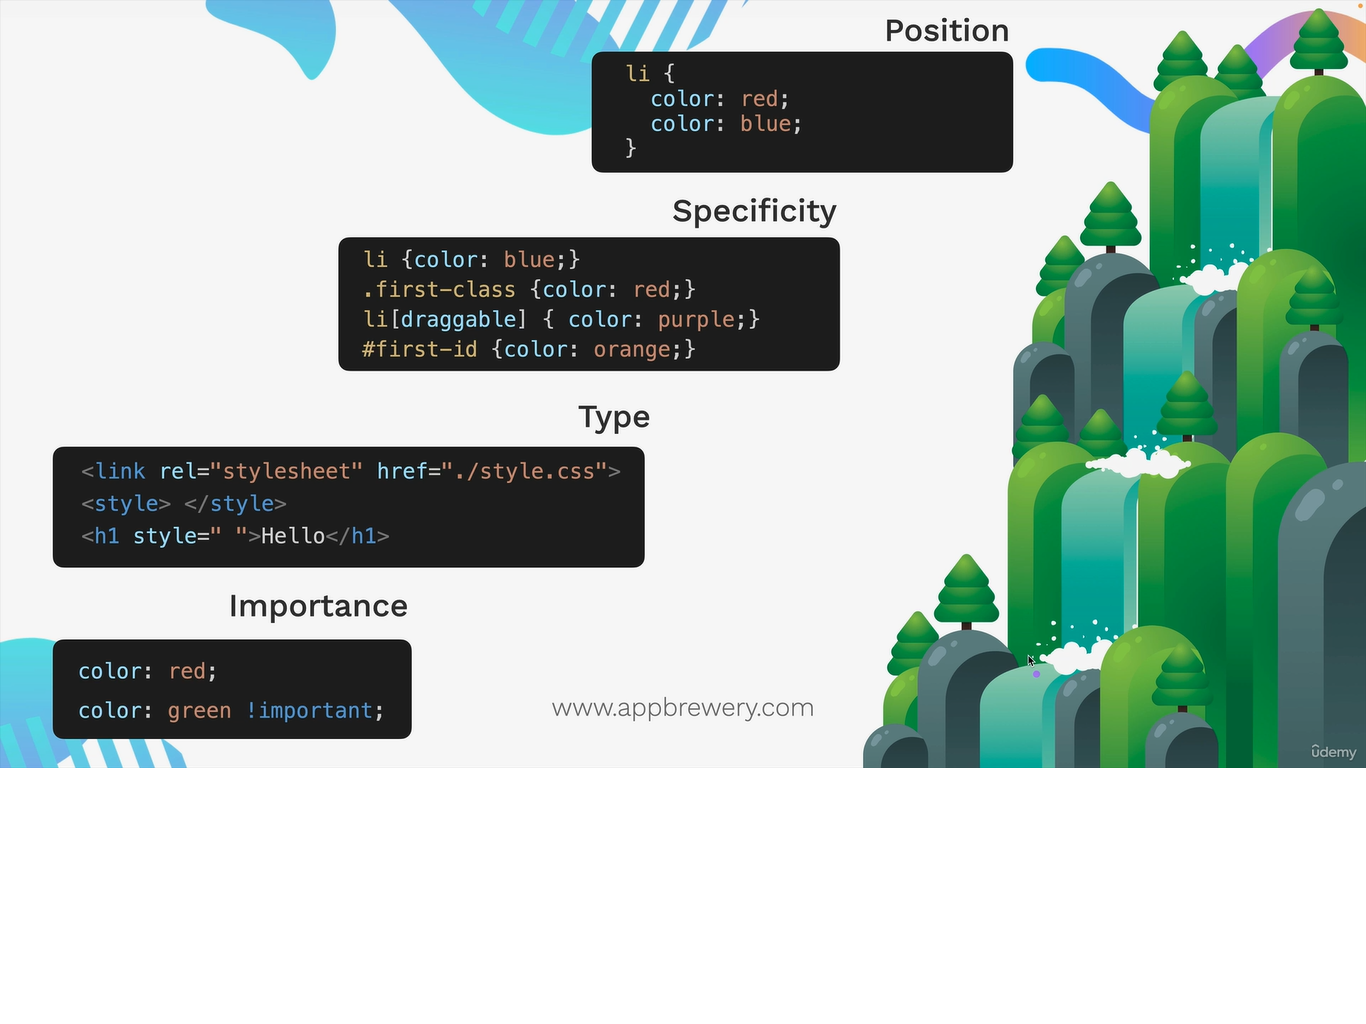 Position
li {
  color: red;
  color: blue;
}
Specificity
li {color: blue;}
.first-class {color: red;}
li[draggable] { color: purple;}
#first-id {color: orange;}
Type
<link rel="stylesheet" href="./style.css">
<style> </style>
<h1 style=" ">Hello</h1>
Importance
color: red;
color: green !important;
www.appbrewery.com
ûdemy